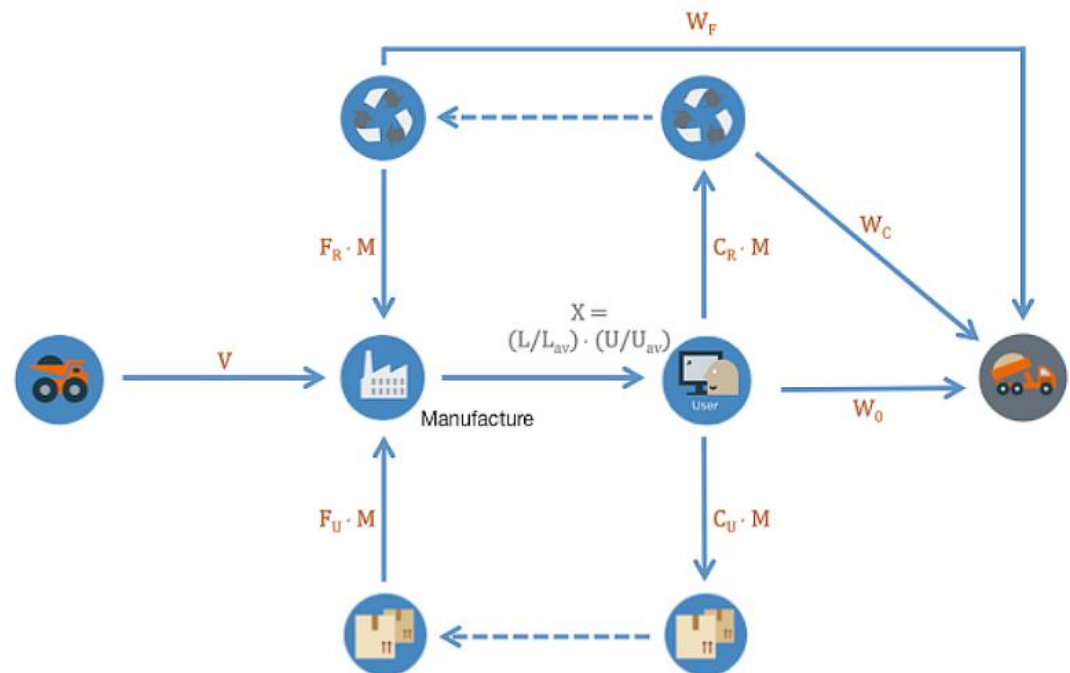 W_F
W_C
F_R · M
C_R · M
X =
(L/L_av) · (U/U_av)
V
User
W_0
Manufacture
F_U · M
C_U · M